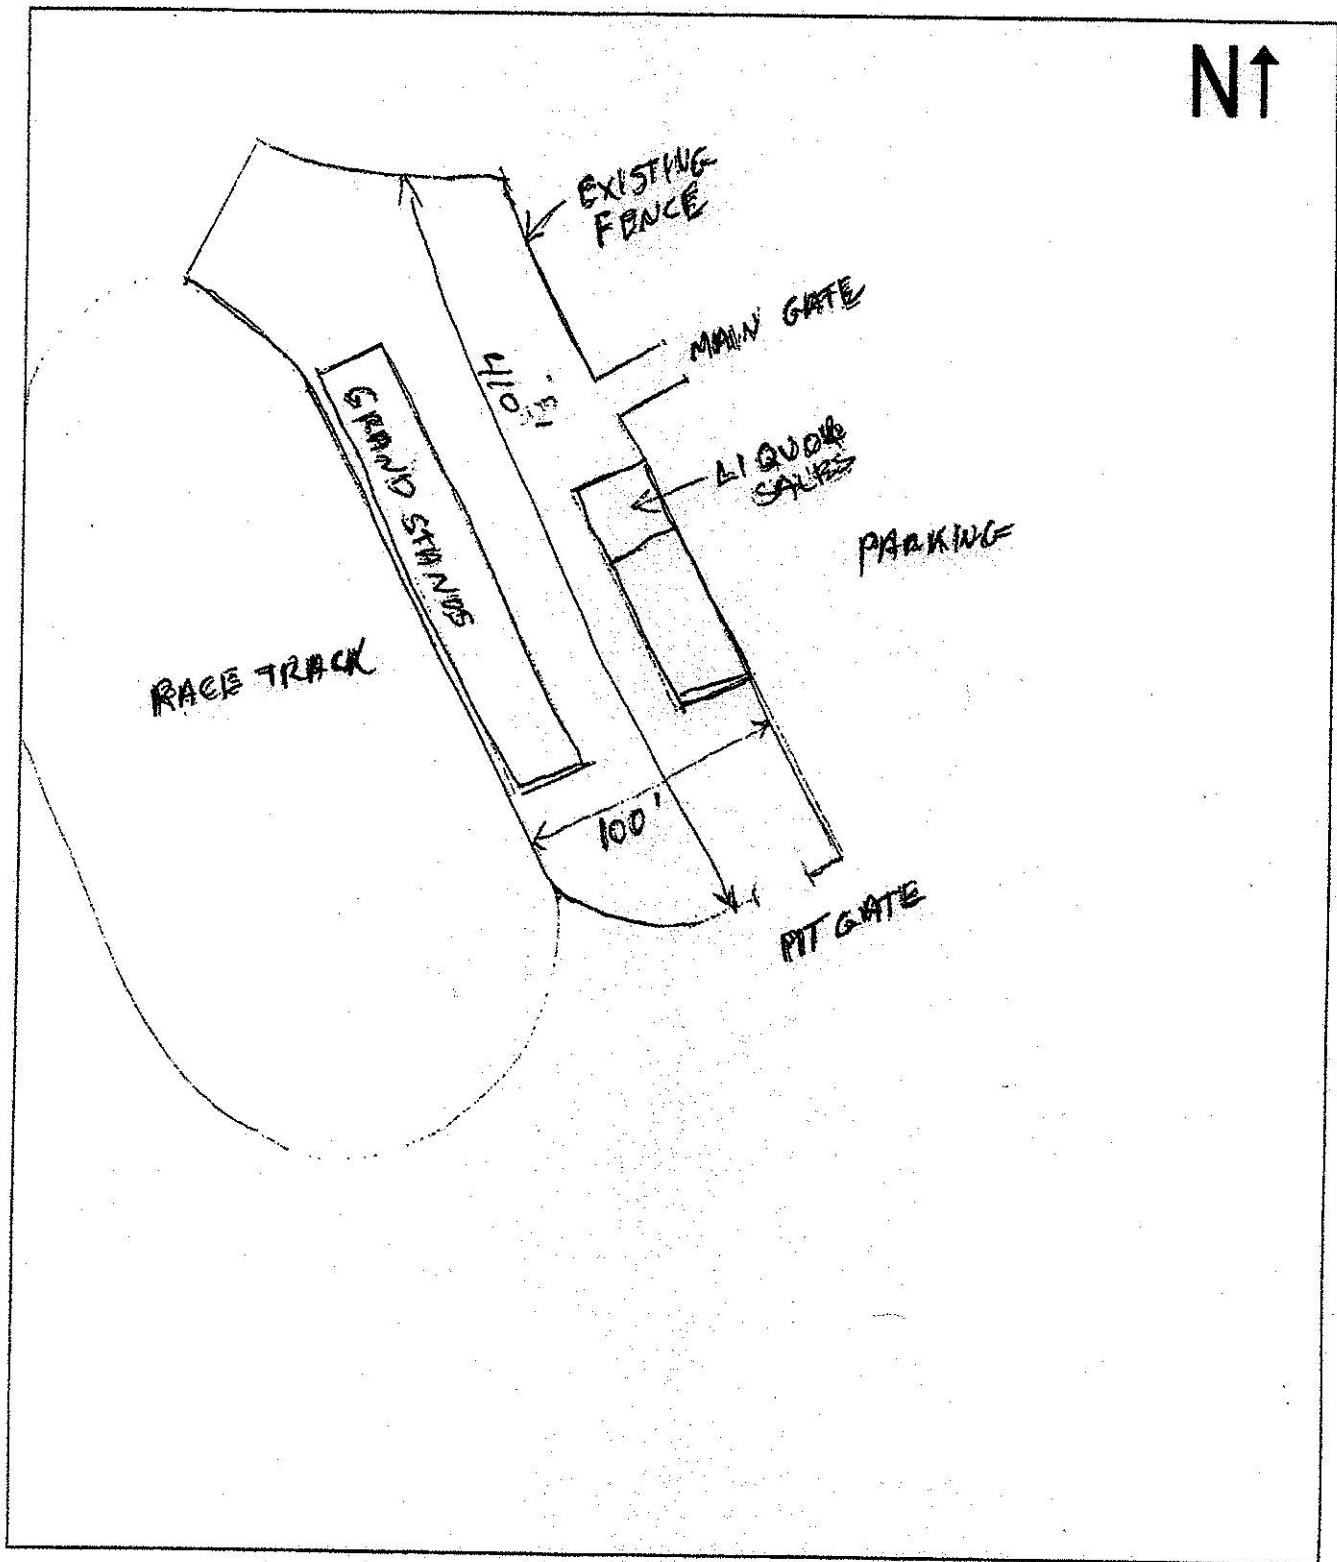 N↑
EXISTING
FENCE
MAIN GATE
410'
GRAND STANDS
LIQUOR
SALES
PARKING
RACE TRACK
100'
PIT GATE